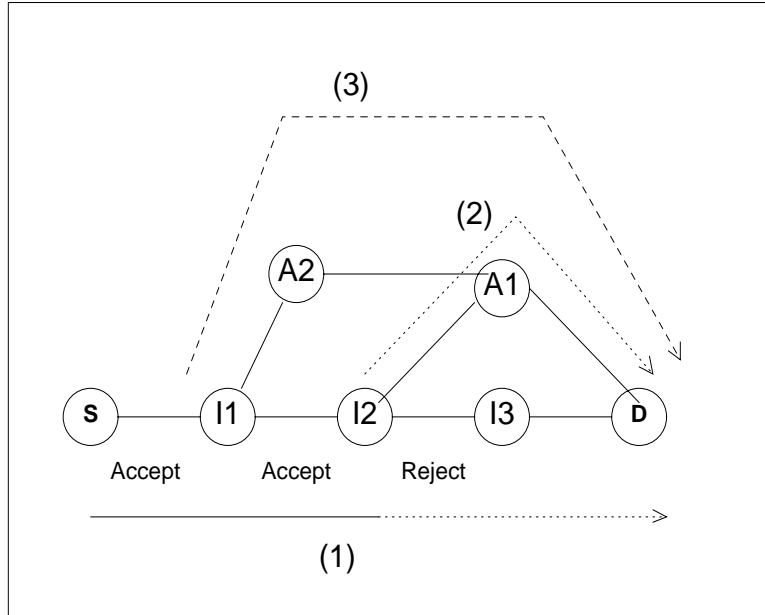 (3)
(2)
A2
A1
S
I1
I2
I3
D
Accept
Accept
Reject
(1)